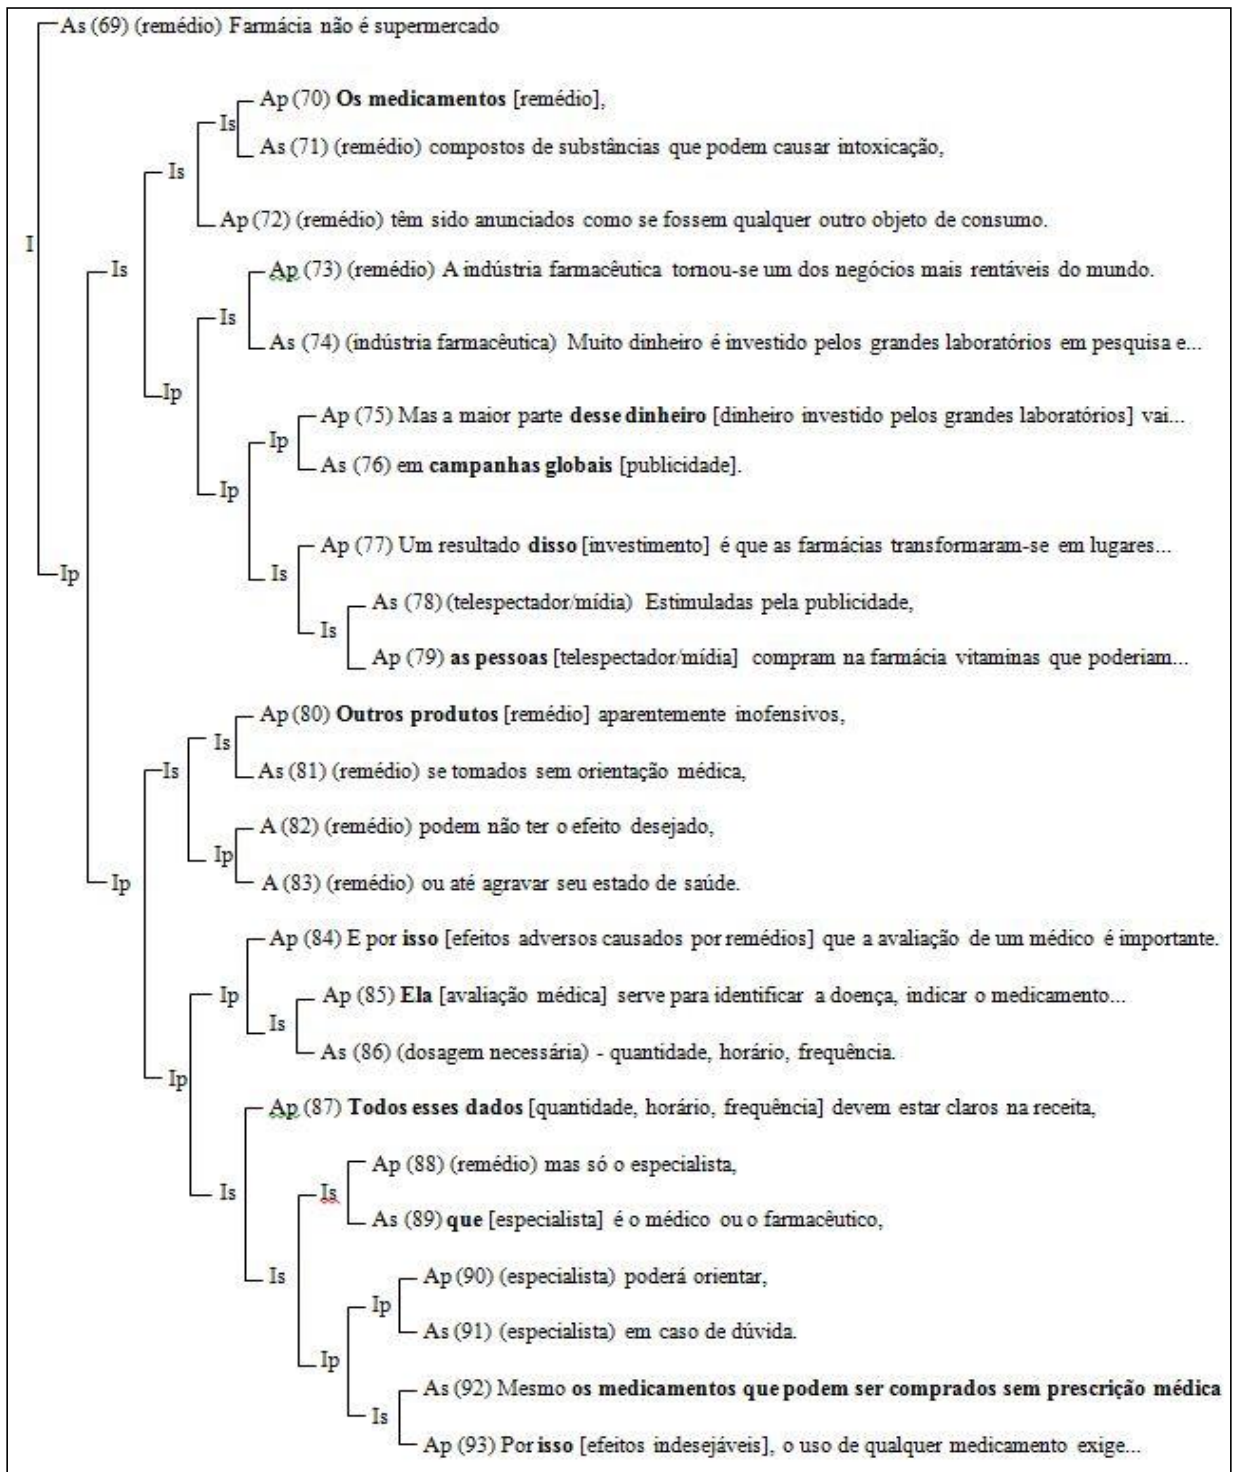 As (69) (remédio) Farmácia não é supermercado
Ap (70) Os medicamentos [remédio],
Is
As (71) (remédio) compostos de substâncias que podem causar intoxicação,
Is
Ap (72) (remédio) têm sido anunciados como se fossem qualquer outro objeto de consumo.
I
Is
Ap (73) (remédio) A indústria farmacêutica tornou-se um dos negócios mais rentáveis do mundo.
Is
As (74) (indústria farmacêutica) Muito dinheiro é investido pelos grandes laboratórios em pesquisa e...
Ip
Ap (75) Mas a maior parte desse dinheiro [dinheiro investido pelos grandes laboratórios] vai...
Ip
As (76) em campanhas globais [publicidade].
Ip
Ap (77) Um resultado disso [investimento] é que as farmácias transformaram-se em lugares...
Ip
Is
As (78) (telespectador/mídia) Estimuladas pela publicidade,
Is
Ap (79) as pessoas [telespectador/mídia] compram na farmácia vitaminas que poderiam...
Ap (80) Outros produtos [remédio] aparentemente inofensivos,
Is
Is
As (81) (remédio) se tomados sem orientação médica,
A (82) (remédio) podem não ter o efeito desejado,
Ip
Ip
A (83) (remédio) ou até agravar seu estado de saúde.
Ap (84) E por isso [efeitos adversos causados por remédios] que a avaliação de um médico é importante.
Ip
Ap (85) Ela [avaliação médica] serve para identificar a doença, indicar o medicamento...
Is
As (86) (dosagem necessária) - quantidade, horário, frequência.
Ip
Ap (87) Todos esses dados [quantidade, horário, frequência] devem estar claros na receita,
Ap (88) (remédio) mas só o especialista,
Is
Is
As (89) que [especialista] é o médico ou o farmacêutico,
Is
Ap (90) (especialista) poderá orientar,
Ip
As (91) (especialista) em caso de dúvida.
Ip
As (92) Mesmo os medicamentos que podem ser comprados sem prescrição médica
Is
Ap (93) Por isso [efeitos indesejáveis], o uso de qualquer medicamento exige...